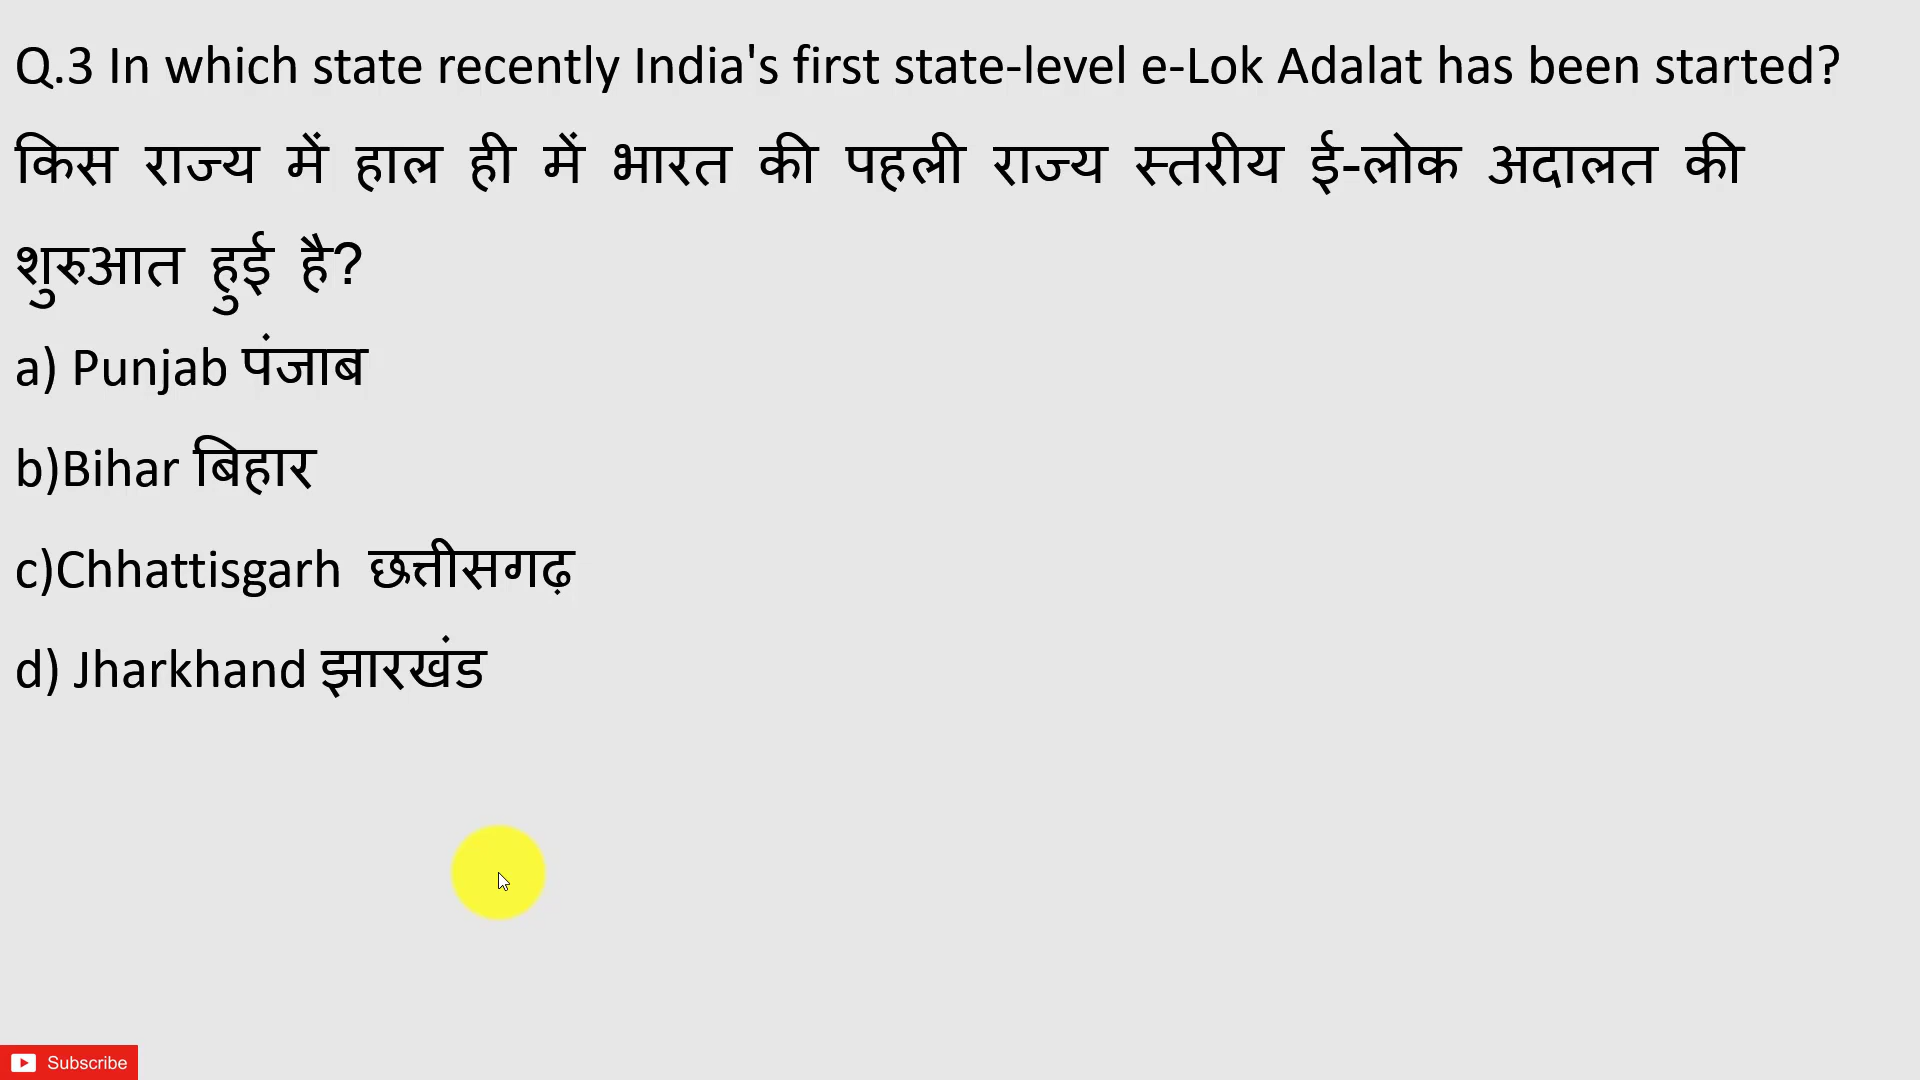 Q.3 In which state recently India's first state-level e-Lok Adalat has been started?
किस राज्य में हाल ही में भारत की पहली राज्य स्तरीय ई-लोक अदालत की
शुरुआत हुई है?
a) Punjab पंजाब
b)Bihar बिहार
c)Chhattisgarh छत्तीसगढ़
d) Jharkhand झारखंड
Subscribe